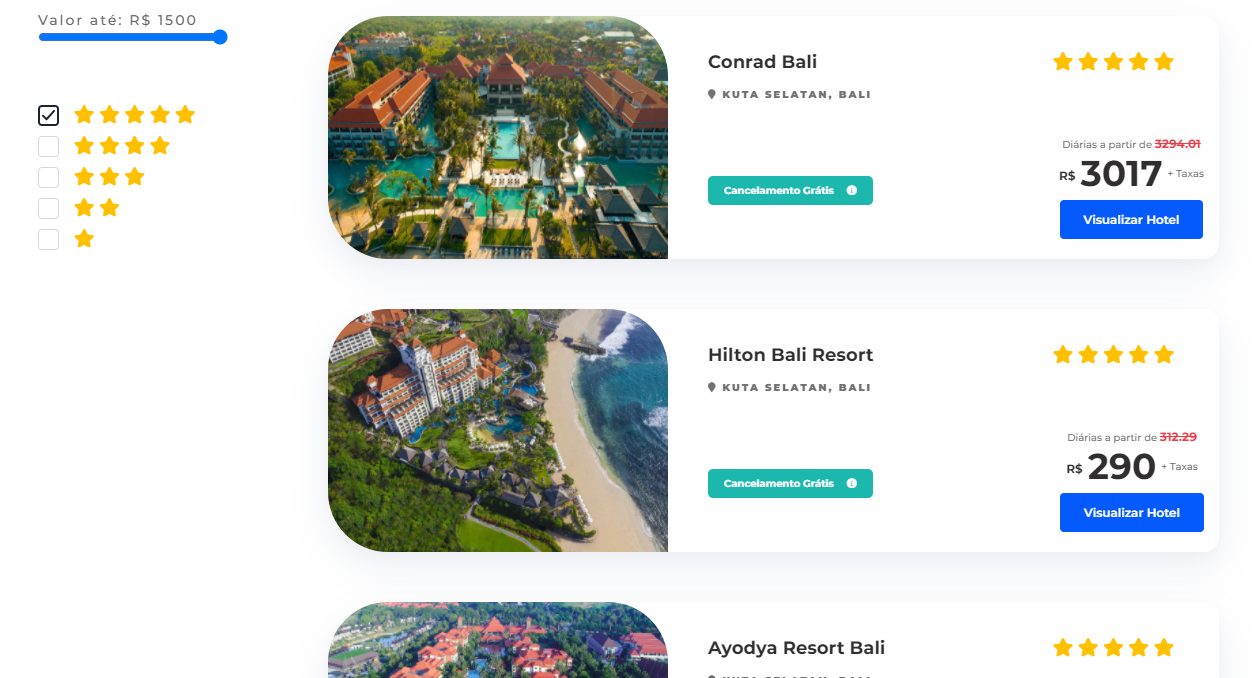 Valor até: R$ 1500
Conrad Bali
KUTA SELATAN, BALI
Diárias a partir de 3294.01
R$ 3017 + Taxas
Cancelamento Grátis
Visualizar Hotel
Hilton Bali Resort
KUTA SELATAN, BALI
Diárias a partir de 312.29
R$ 290 + Taxas
Cancelamento Grátis
Visualizar Hotel
Ayodya Resort Bali